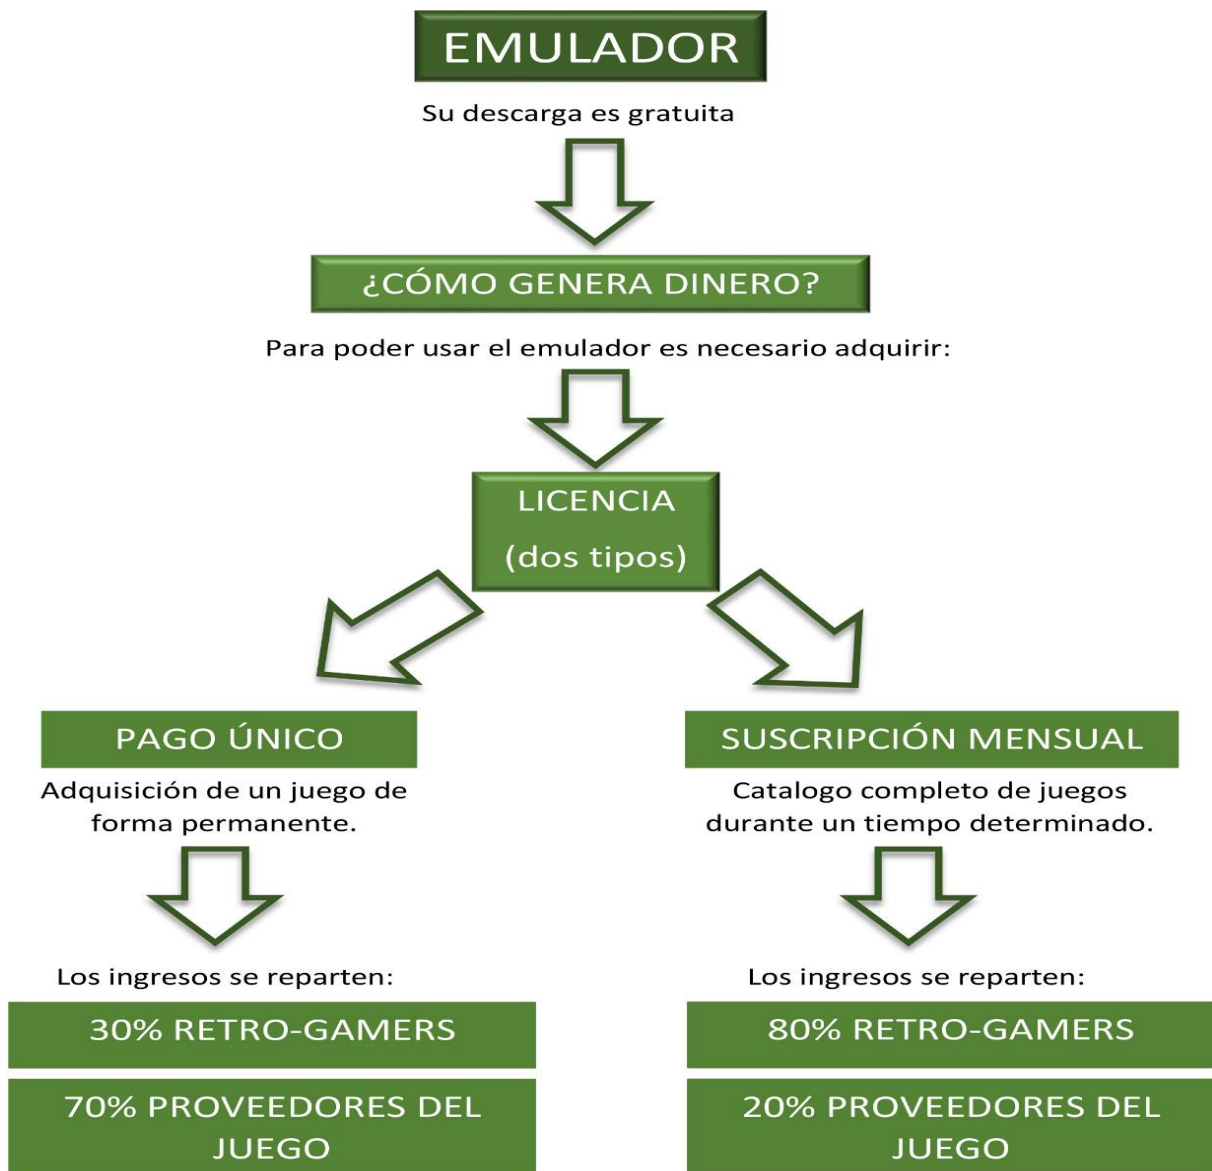 EMULADOR
Su descarga es gratuita
¿CÓMO GENERA DINERO?
Para poder usar el emulador es necesario adquirir:
LICENCIA
(dos tipos)
PAGO ÚNICO
Adquisición de un juego de
forma permanente.
Los ingresos se reparten:
30% RETRO-GAMERS
70% PROVEEDORES DEL
JUEGO
SUSCRIPCIÓN MENSUAL
Catalogo completo de juegos
durante un tiempo determinado.
Los ingresos se reparten:
80% RETRO-GAMERS
20% PROVEEDORES DEL
JUEGO